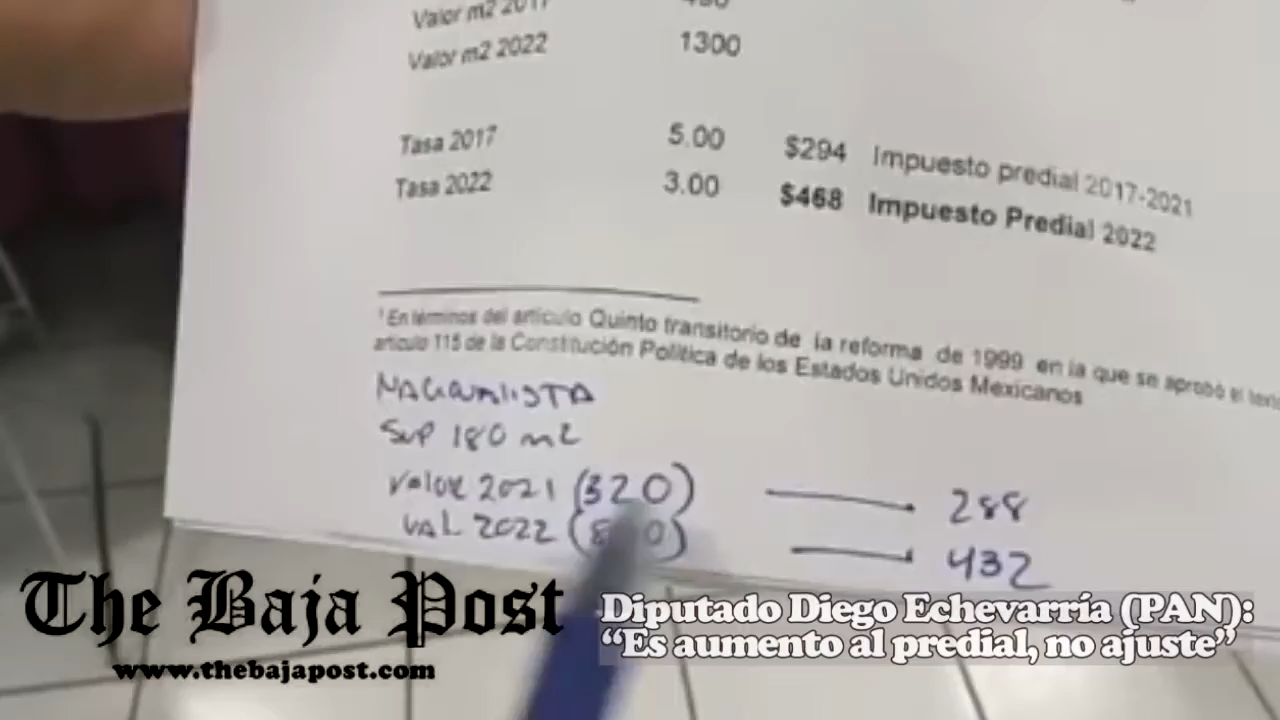 Valor m2 2017
Valor m2 2022 1300
Tasa 2017 5.00 $294 Impuesto predial 2017-2021
Tasa 2022 3.00 $468 Impuesto Predial 2022
¹ En términos del artículo Quinto transitorio de la reforma de 1999 en la que se aprobó el
artículo 115 de la Constitución Política de los Estados Unidos Mexicanos
Sup 180 m2
Valor 2021 (320) 288
VAL 2022 432
The Baja Post
www.thebajapost.com
Diputado Diego Echevarría (PAN):
“Es aumento al predial, no ajuste”